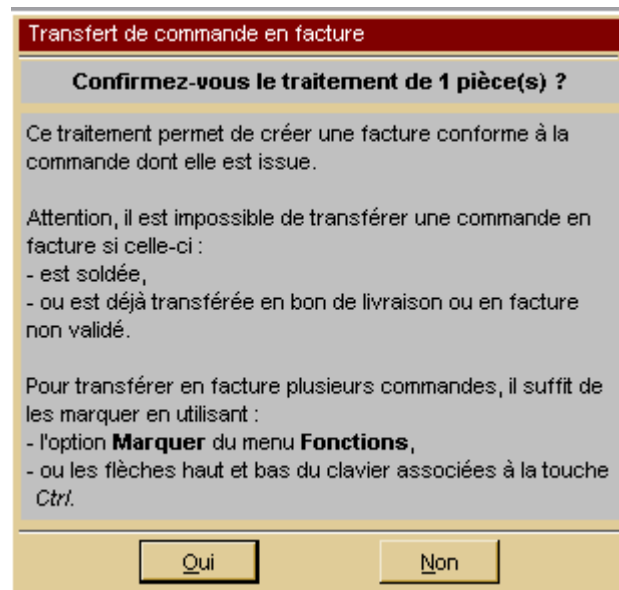 Transfert de commande en facture
Confirmez-vous le traitement de 1 pièce(s) ?
Ce traitement permet de créer une facture conforme à la
commande dont elle est issue.
Attention, il est impossible de transférer une commande en
facture si celle-ci :
- est soldée,
- ou est déjà transférée en bon de livraison ou en facture
non validé.
Pour transférer en facture plusieurs commandes, il suffit de
les marquer en utilisant :
- l'option Marquer du menu Fonctions,
- ou les flèches haut et bas du clavier associées à la touche
Ctrl.
Oui Non